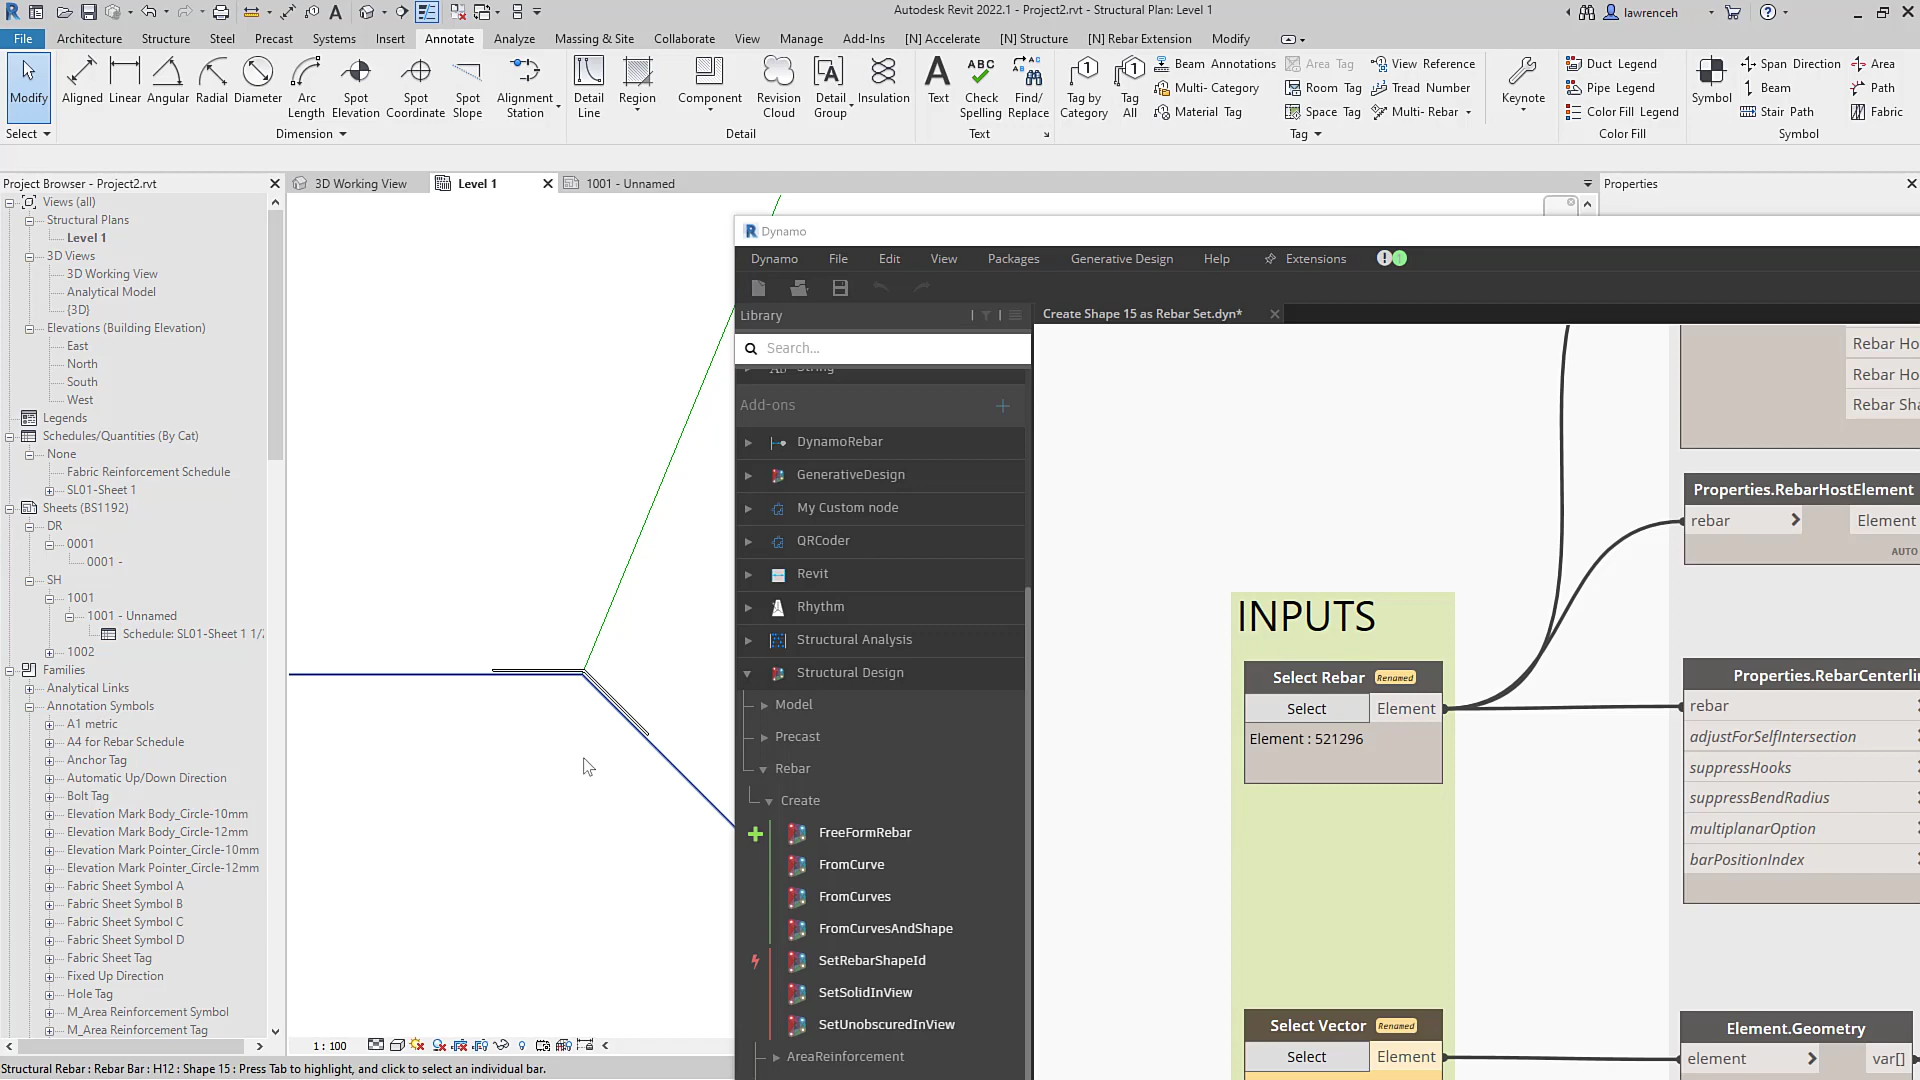 Autodesk Revit 2022.1 - Project2.rvt - Structural Plan: Level 1
lawrenceh
File
Architecture
Structure
Steel
Precast
Systems
Insert
Annotate
Analyze
Massing & Site
Collaborate
View
Manage
Add-Ins
[N] Accelerate
[N] Structure
[N] Rebar Extension
Modify
Modify
Aligned
Linear
Angular
Radial
Diameter
Arc Length
Spot Elevation
Spot Coordinate
Spot Slope
Alignment Station
Detail Line
Region
Component
Revision Cloud
Detail Group
Insulation
Text
Check Spelling
Find/ Replace
Tag by Category
Tag All
Beam Annotations
Multi- Category
Material Tag
Area Tag
Room Tag
Space Tag
View Reference
Tread Number
Multi- Rebar
Keynote
Duct Legend
Pipe Legend
Color Fill Legend
Symbol
Span Direction
Beam
Stair Path
Area
Path
Fabric
Select
Dimension
Detail
Text
Tag
Color Fill
Symbol
Project Browser - Project2.rvt
Views (all)
Structural Plans
Level 1
3D Views
3D Working View
Analytical Model
{3D}
Elevations (Building Elevation)
East
North
South
West
Legends
Schedules/Quantities (By Cat)
None
Fabric Reinforcement Schedule
SL01-Sheet 1
Sheets (BS1192)
DR
0001
0001 -
SH
1001
1001 - Unnamed
Schedule: SL01-Sheet 1 1/
1002
Families
Analytical Links
Annotation Symbols
A1 metric
A4 for Rebar Schedule
Anchor Tag
Automatic Up/Down Direction
Bolt Tag
Elevation Mark Body_Circle-10mm
Elevation Mark Body_Circle-12mm
Elevation Mark Pointer_Circle-10mm
Elevation Mark Pointer_Circle-12mm
Fabric Sheet Symbol A
Fabric Sheet Symbol B
Fabric Sheet Symbol C
Fabric Sheet Symbol D
Fabric Sheet Tag
Fixed Up Direction
Hole Tag
M_Area Reinforcement Symbol
M_Area Reinforcement Tag
3D Working View
Level 1
1001 - Unnamed
Properties
Dynamo
Dynamo
File
Edit
View
Packages
Generative Design
Help
Extensions
Library
Search...
String
Add-ons
DynamoRebar
GenerativeDesign
My Custom node
QRCoder
Revit
Rhythm
Structural Analysis
Structural Design
Model
Precast
Rebar
Create
FreeFormRebar
FromCurve
FromCurves
FromCurvesAndShape
SetRebarShapeId
SetSolidInView
SetUnobscuredInView
AreaReinforcement
Create Shape 15 as Rebar Set.dyn*
INPUTS
Select Rebar
Renamed
Select
Element
Element : 521296
Select Vector
Renamed
Select
Element
Rebar Ho
Rebar Ho
Rebar Sha
Properties.RebarHostElement
rebar
Element
AUTO
Properties.RebarCenterlin
rebar
adjustForSelfIntersection
suppressHooks
suppressBendRadius
multiplanarOption
barPositionIndex
Element.Geometry
element
var[]
1 : 100
Structural Rebar : Rebar Bar : H12 : Shape 15 : Press Tab to highlight, and click to select an individual bar.